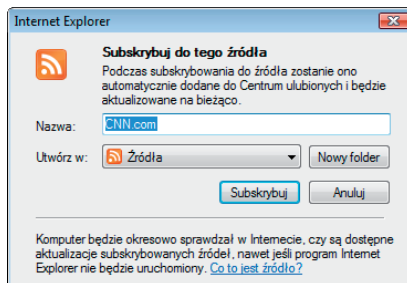 Internet Explorer
Subskrybuj do tego źródła
Podczas subskrybowania do źródła zostanie ono
automatycznie dodane do Centrum ulubionych i będzie
aktualizowane na bieżąco.
Nazwa: CNN.com
Utwórz w: Źródła Nowy folder
Subskrybuj Anuluj
Komputer będzie okresowo sprawdzał w Internecie, czy są dostępne
aktualizacje subskrybowanych źródeł, nawet jeśli program Internet
Explorer nie będzie uruchomiony. Co to jest źródło?